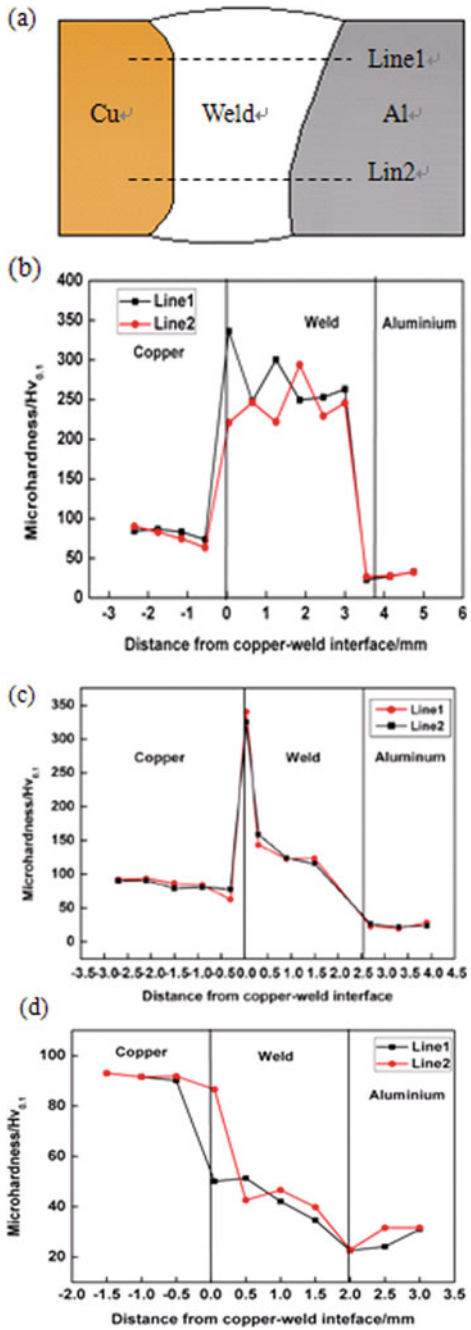 (a)
Line1↵
Cu↵ Weld↵ Al↵
Lin2↵
(b)
400
350
300
250
200
150
100
50
0
Microhardness/Hv0.1
Line1
Line2
Copper Weld Aluminium
-3 -2 -1 0 1 2 3 4 5 6
Distance from copper-weld interface/mm
(c)
350
300
250
200
150
100
50
0
Microhardness/Hv0.1
Line1
Line2
Copper Weld Aluminum
-3.5-3.0-2.5-2.0-1.5-1.0-0.5 0.0 0.5 1.0 1.5 2.0 2.5 3.0 3.5 4.0 4.5
Distance from copper-weld interface
(d)
100
80
60
40
20
Microhardness/Hv0.1
Copper Weld
Line1
Line2
Aluminium
-2.0 -1.5 -1.0 -0.5 0.0 0.5 1.0 1.5 2.0 2.5 3.0 3.5
Distance from copper-weld inteface/mm